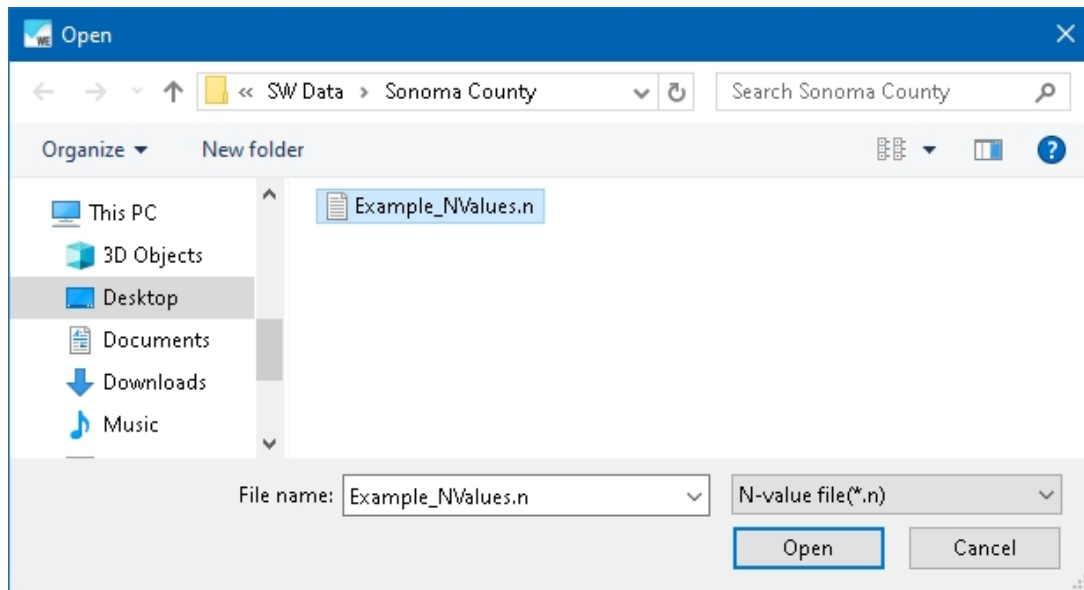 WE Open
« SW Data > Sonoma County
Search Sonoma County
Organize
New folder
?
This PC
Example_NValues.n
3D Objects
Desktop
Documents
Downloads
Music
File name: Example_NValues.n
N-value file(*.n)
Open
Cancel